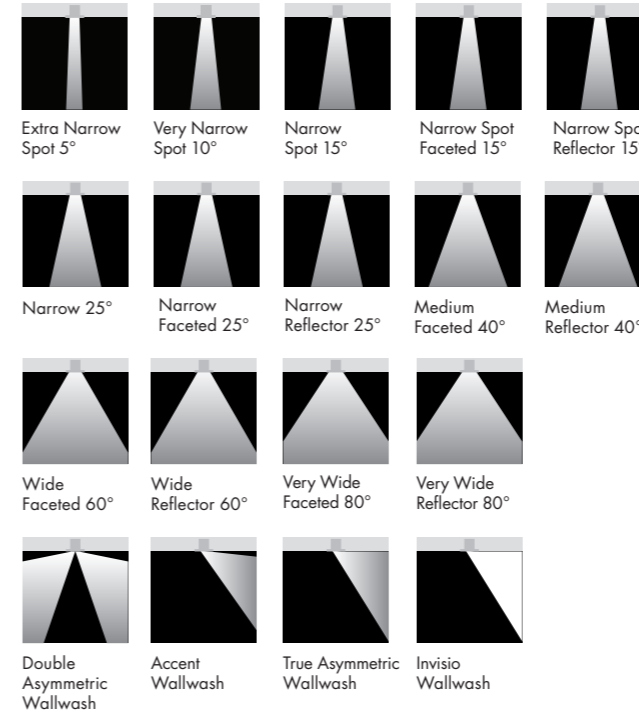 Extra Narrow
Spot 5°
Very Narrow
Spot 10°
Narrow
Spot 15°
Narrow Spot
Faceted 15°
Narrow
Reflector 15
Narrow 25°
Narrow
Faceted 25°
Narrow
Reflector 25°
Medium
Faceted 40°
Medium
Reflector 40°
Wide
Faceted 60°
Wide
Reflector 60°
Very Wide
Faceted 80°
Very Wide
Reflector 80°
Double
Asymmetric
Wallwash
Accent
Wallwash
True Asymmetric
Wallwash
Invisio
Wallwash